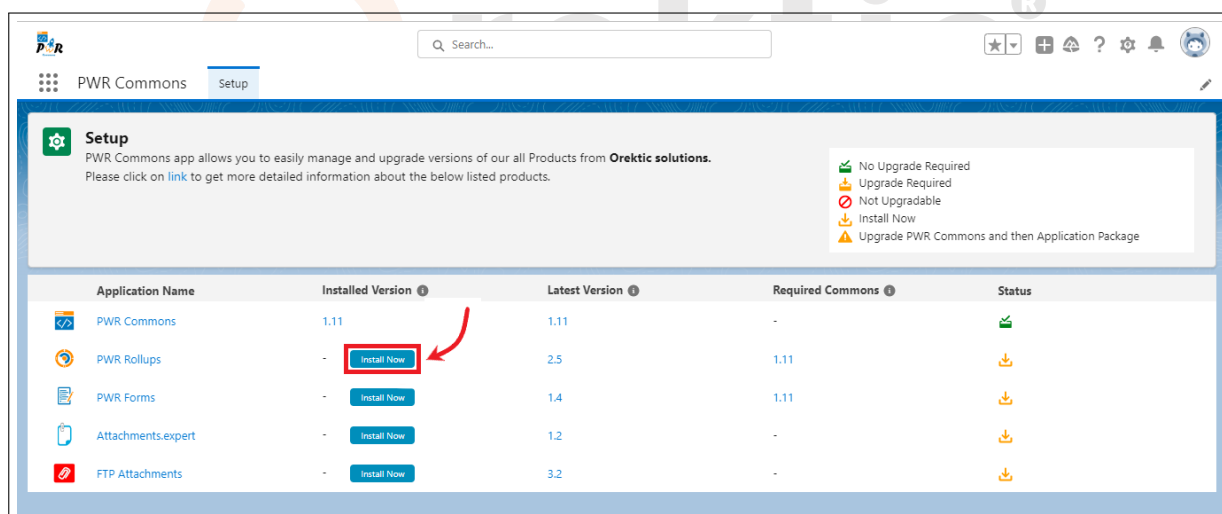 PWR
Search...
PWR Commons Setup
Setup
PWR Commons app allows you to easily manage and upgrade versions of our all Products from Orektic solutions.
Please click on link to get more detailed information about the below listed products.
No Upgrade Required
Upgrade Required
Not Upgradable
Install Now
Upgrade PWR Commons and then Application Package
Application Name Installed Version Latest Version Required Commons Status
PWR Commons 1.11 1.11 -
PWR Rollups - Install Now 2.5 1.11
PWR Forms - Install Now 1.4 1.11
Attachments.expert - Install Now 1.2 -
FTP Attachments - Install Now 3.2 -